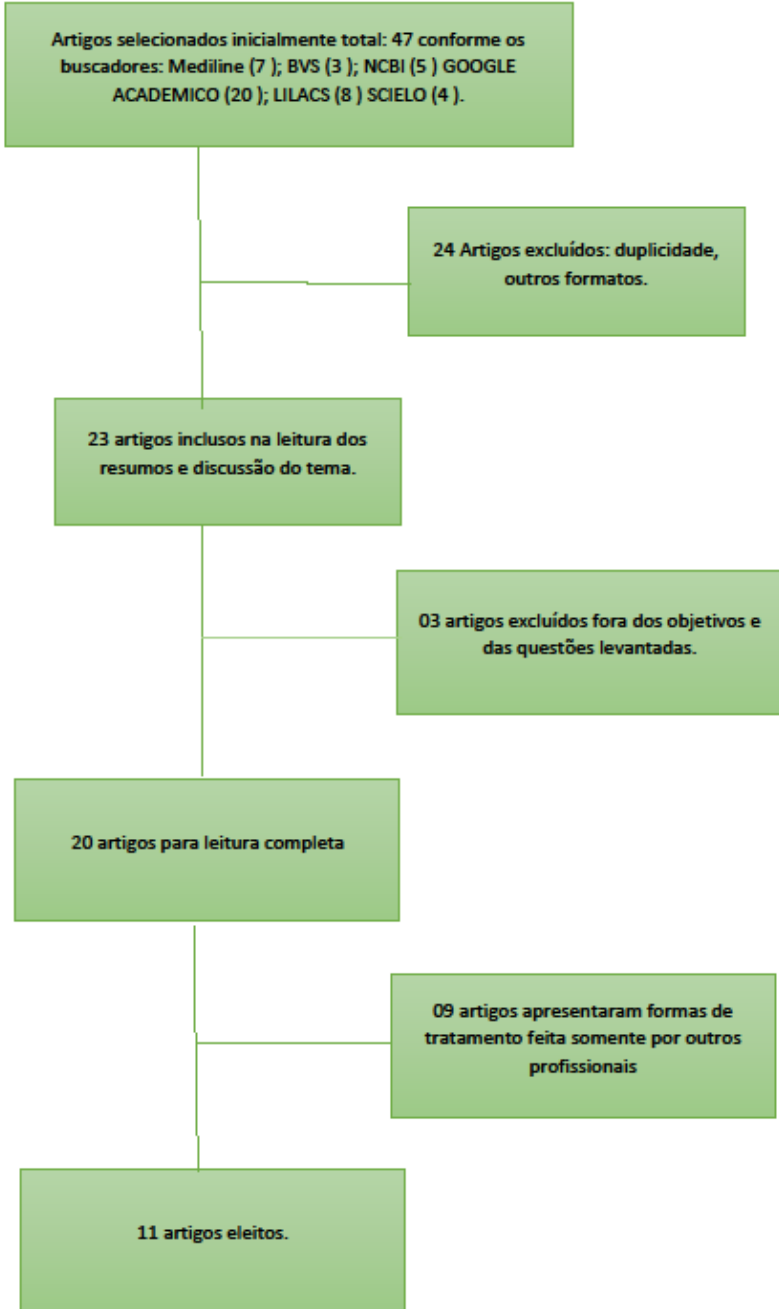 Artigos selecionados inicialmente total: 47 conforme os
buscadores: Mediline (7 ); BVS (3 ); NCBI (5 ) GOOGLE
ACADEMICO (20 ); LILACS (8 ) SCIELO (4 ).
24 Artigos excluídos: duplicidade,
outros formatos.
23 artigos inclusos na leitura dos
resumos e discussão do tema.
03 artigos excluídos fora dos objetivos e
das questões levantadas.
20 artigos para leitura completa
09 artigos apresentaram formas de
tratamento feita somente por outros
profissionais
11 artigos eleitos.